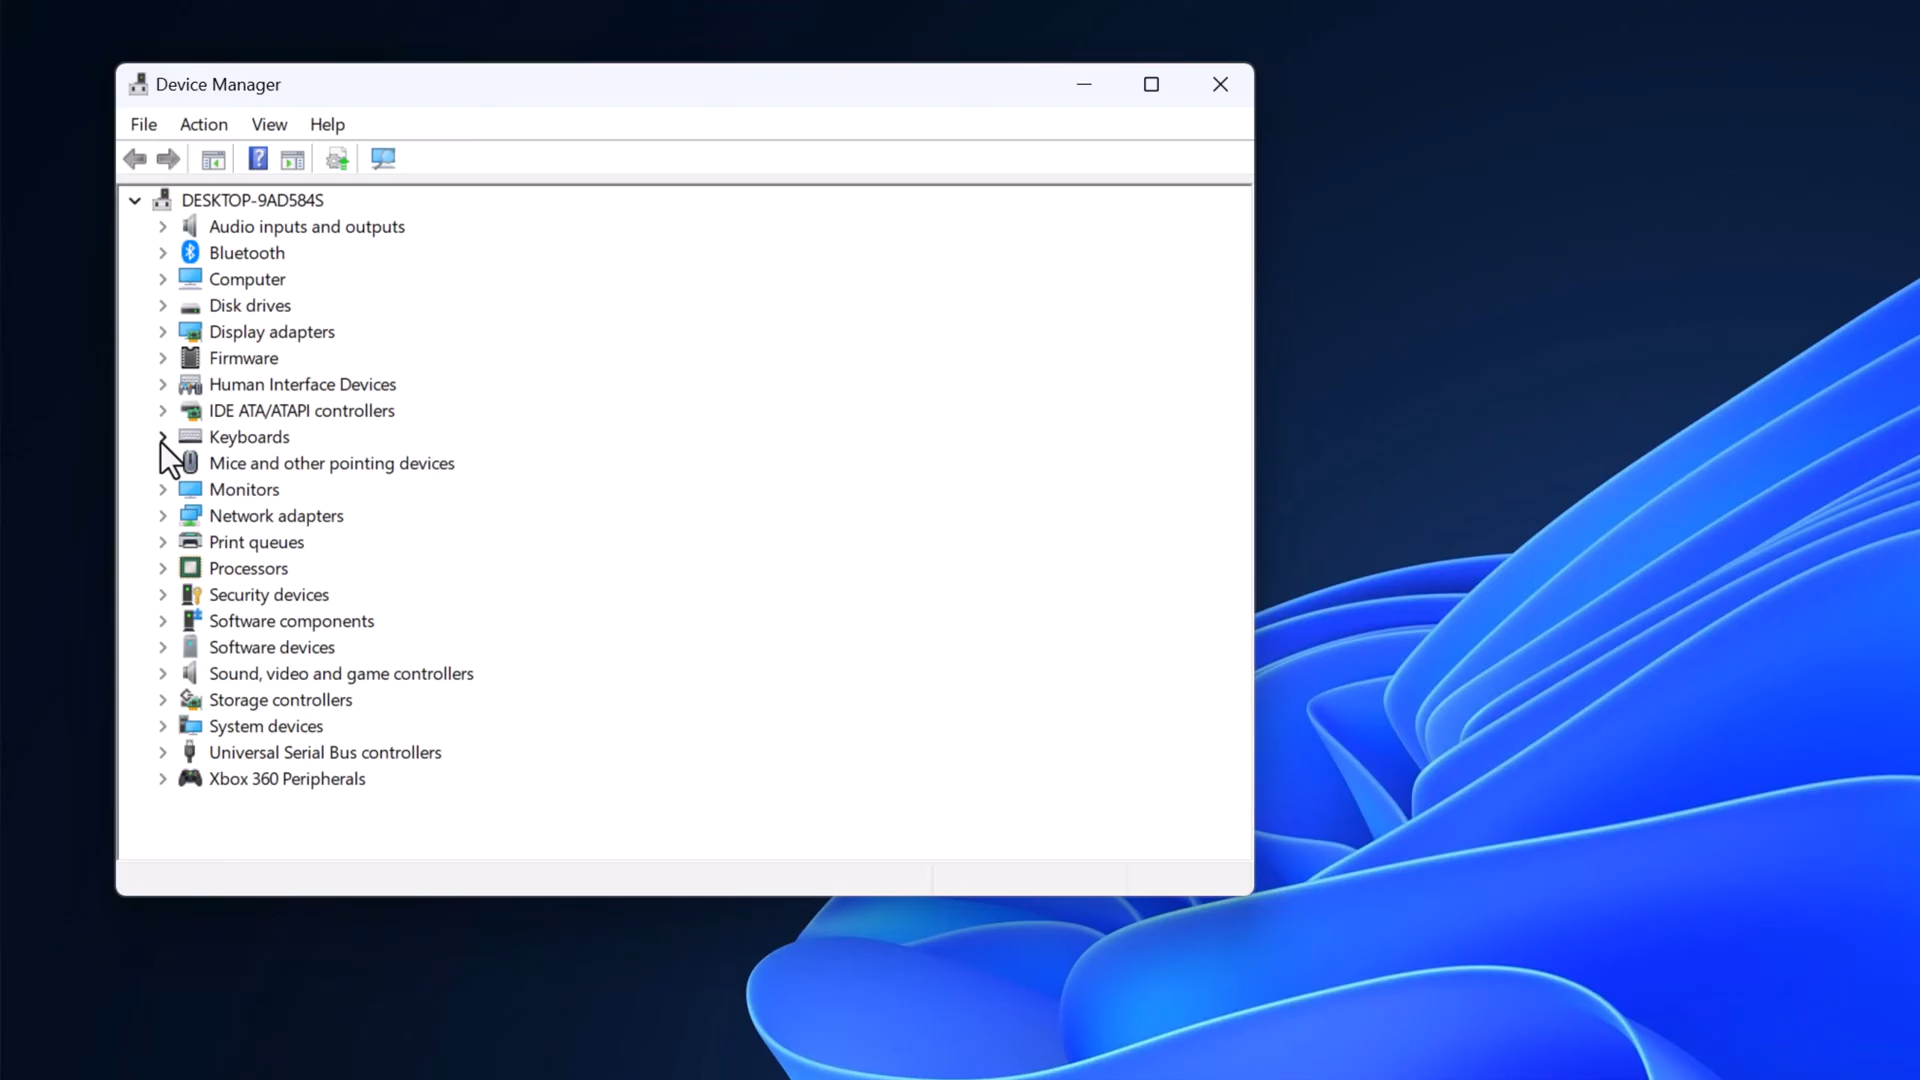 Device Manager
File Action View Help
DESKTOP-9AD584S
Audio inputs and outputs
Bluetooth
Computer
Disk drives
Display adapters
Firmware
Human Interface Devices
IDE ATA/ATAPI controllers
Keyboards
Mice and other pointing devices
Monitors
Network adapters
Print queues
Processors
Security devices
Software components
Software devices
Sound, video and game controllers
Storage controllers
System devices
Universal Serial Bus controllers
Xbox 360 Peripherals